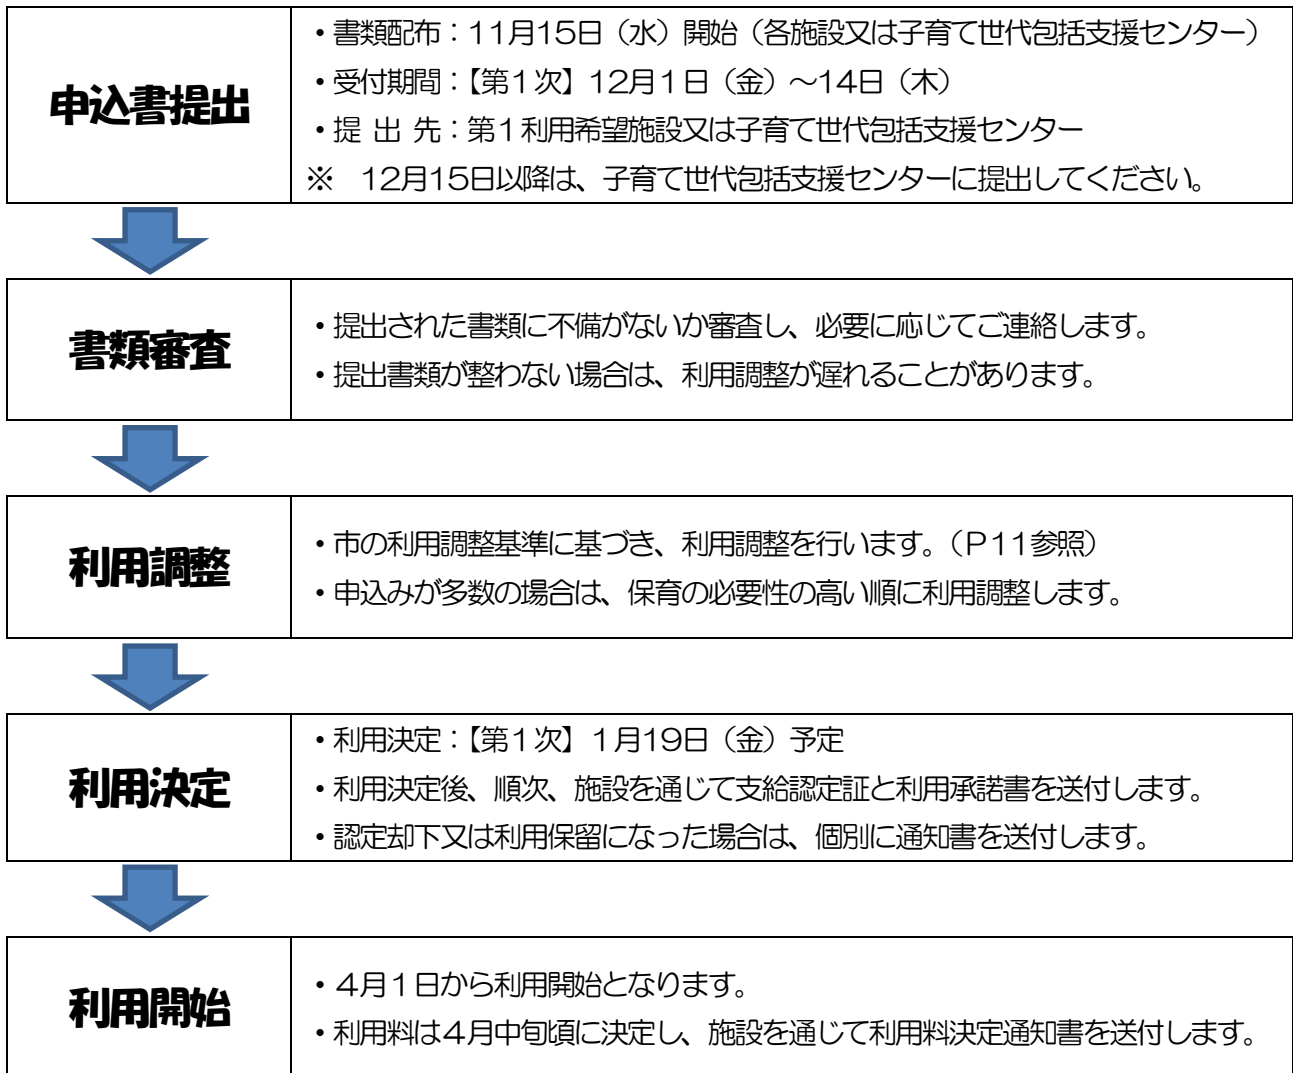 申込書提出
・書類配布：11月15日（水）開始（各施設又は子育て世代包括支援センター）
・受付期間：【第１次】12月１日（金）～14日（木）
・提 出 先：第１利用希望施設又は子育て世代包括支援センター
※　12月15日以降は、子育て世代包括支援センターに提出してください。
書類審査
・提出された書類に不備がないか審査し、必要に応じてご連絡します。
・提出書類が整わない場合は、利用調整が遅れることがあります。
利用調整
・市の利用調整基準に基づき、利用調整を行います。（Ｐ11参照）
・申込みが多数の場合は、保育の必要性の高い順に利用調整します。
利用決定
・利用決定：【第１次】１月19日（金）予定
・利用決定後、順次、施設を通じて支給認定証と利用承諾書を送付します。
・認定却下又は利用保留になった場合は、個別に通知書を送付します。
利用開始
・４月１日から利用開始となります。
・利用料は４月中旬頃に決定し、施設を通じて利用料決定通知書を送付します。